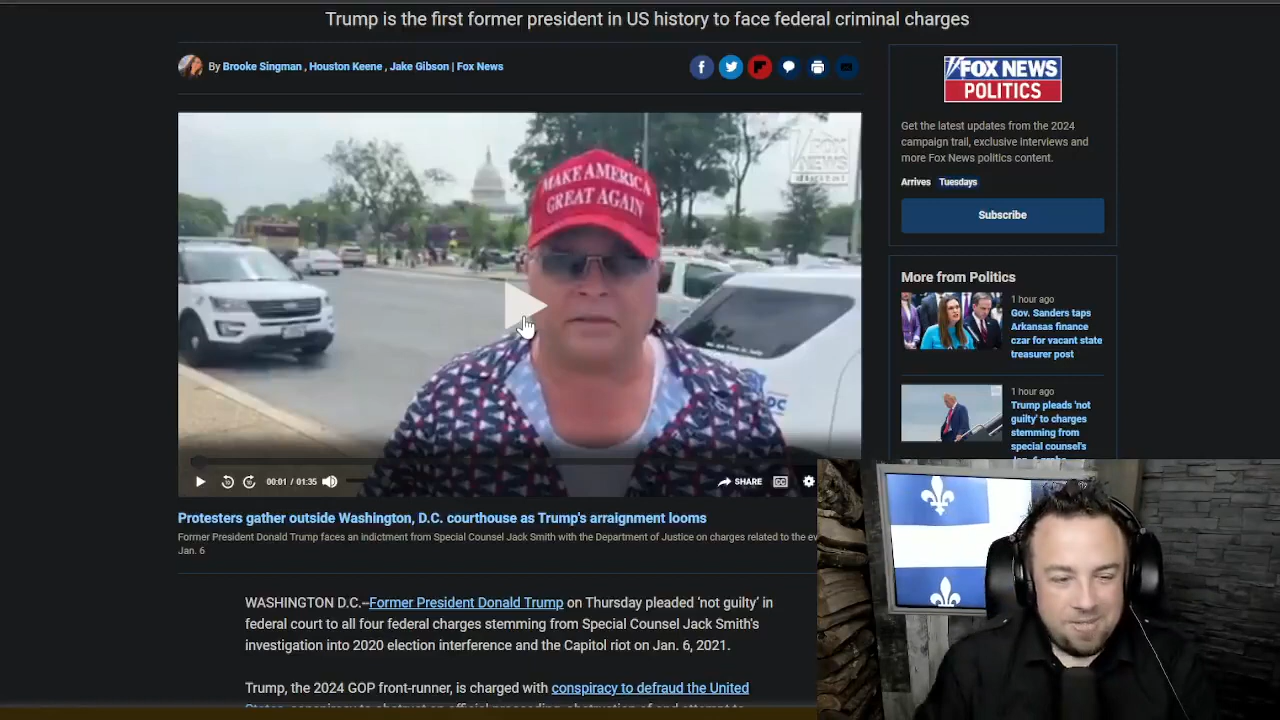 Trump is the first former president in US history to face federal criminal charges
By Brooke Singman , Houston Keene , Jake Gibson | Fox News
FOX NEWS
digital
MAKE AMERICA
GREAT AGAIN
00:01 / 01:35
SHARE
CC
Protesters gather outside Washington, D.C. courthouse as Trump's arraignment looms
Former President Donald Trump faces an indictment from Special Counsel Jack Smith with the Department of Justice on charges related to the
Jan. 6
WASHINGTON D.C.–Former President Donald Trump on Thursday pleaded ‘not guilty’ in
federal court to all four federal charges stemming from Special Counsel Jack Smith's
investigation into 2020 election interference and the Capitol riot on Jan. 6, 2021.
Trump, the 2024 GOP front-runner, is charged with conspiracy to defraud the United
FOX NEWS
POLITICS
Get the latest updates from the 2024
campaign trail, exclusive interviews and
more Fox News politics content.
Arrives Tuesdays
Subscribe
More from Politics
1 hour ago
Gov. Sanders taps
Arkansas finance
czar for vacant state
treasurer post
1 hour ago
Trump pleads 'not
guilty' to charges
stemming from
special counsel's